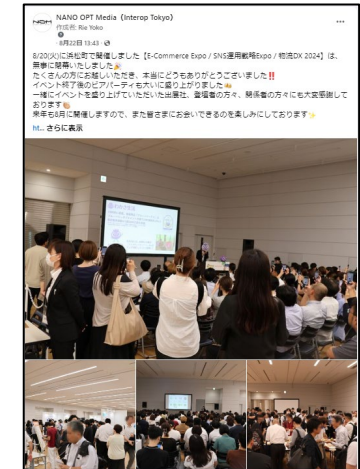 NANO OPT Media (Interop Tokyo)
作成者: Rie Yoko
· 8月22日 13:43 ·
8/20(火)に浜松町で開催しました【E-Commerce Expo / SNS運用戦略Expo / 物流DX 2024】は、
無事に閉幕いたしました🎉
たくさんの方にお越しいただき、本当にどうもありがとうございました‼
イベント終了後のビアパーティも大いに盛り上がりました🍻
一緒にイベントを盛り上げていただいた出展社、登壇者の方々、関係者の方々にも大変感謝して
おります👏
来年も8月に開催しますので、また皆さまにお会いできるのを楽しみにしております✨
ht... さらに表示